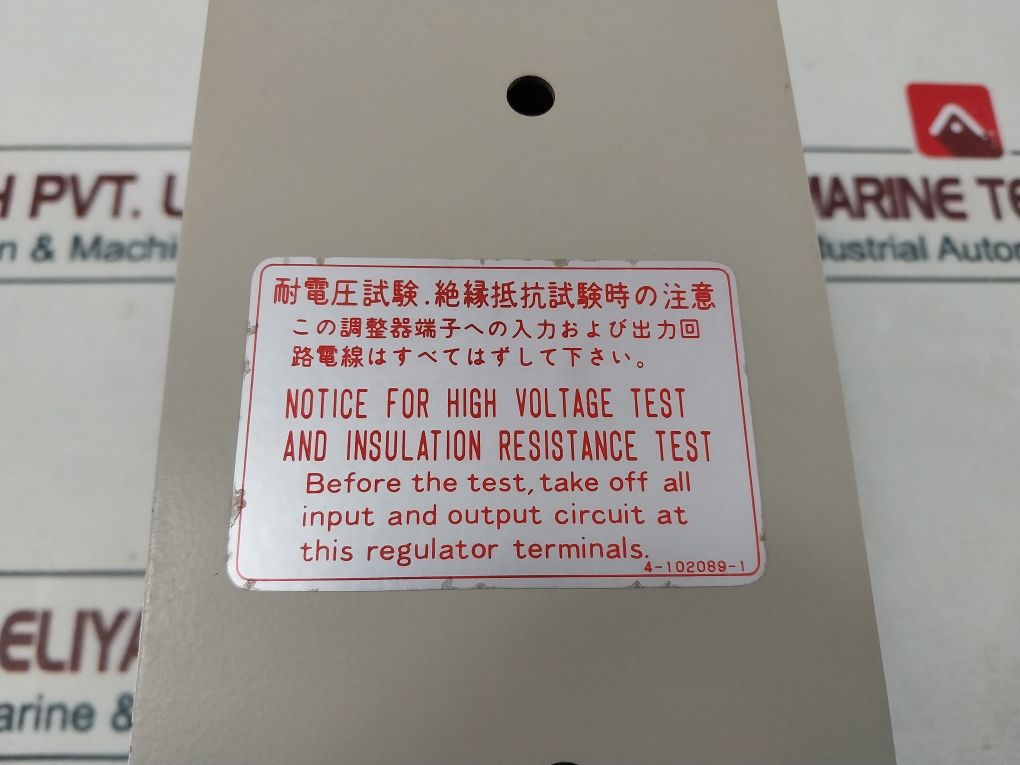 耐電圧試験.絶縁抵抗試験時の注意
この調整器端子への入力および出力回
路電線はすべてはずして下さい。
NOTICE FOR HIGH VOLTAGE TEST
AND INSULATION RESISTANCE TEST
Before the test, take off all
input and output circuit at
this regulator terminals.
4-102089-1
H PVT. 
n & Machi
MARINE TE
dustrial Autom
ELIYA
arine &